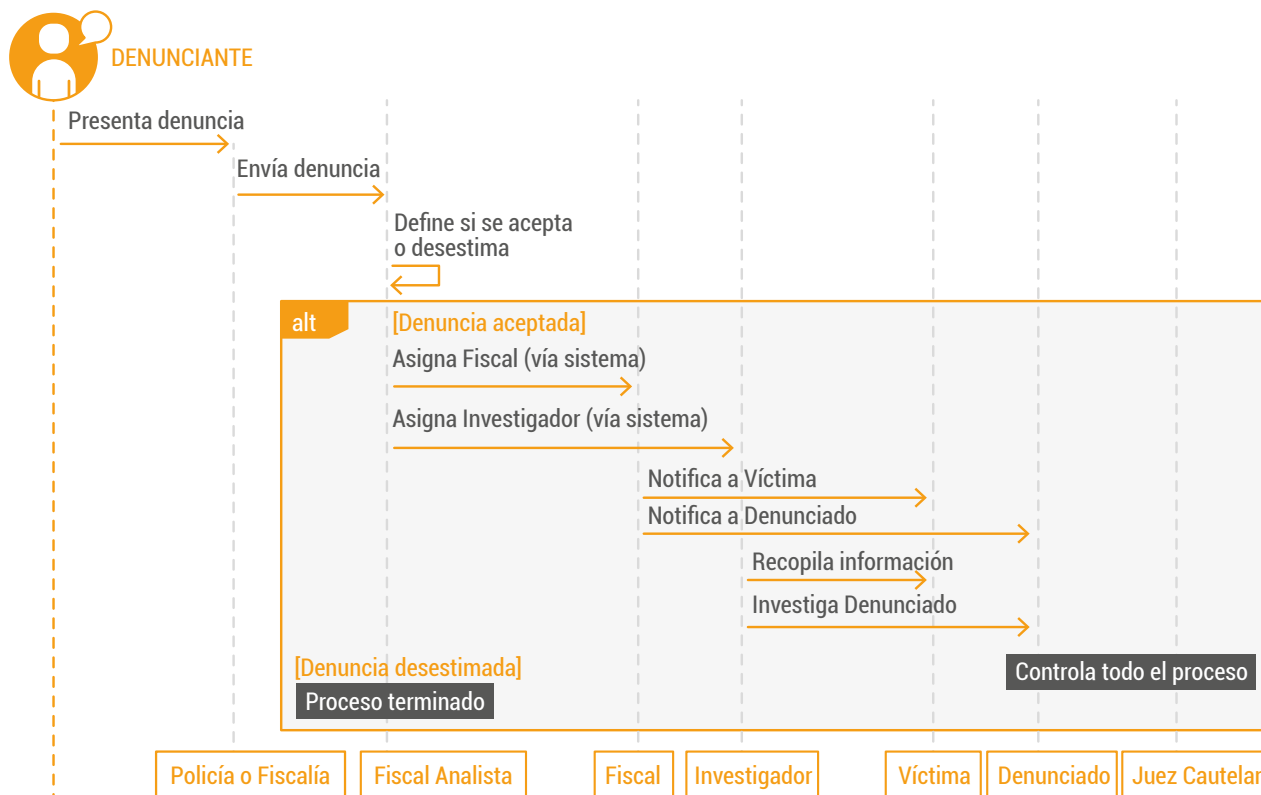 DENUNCIANTE
Presenta denuncia
Envía denuncia
Define si se acepta
o desestima
alt
[Denuncia aceptada]
Asigna Fiscal (vía sistema)
Asigna Investigador (vía sistema)
Notifica a Víctima
Notifica a Denunciado
Recopila información
Investiga Denunciado
[Denuncia desestimada]
Controla todo el proceso
Proceso terminado
Policía o Fiscalía
Fiscal Analista
Fiscal
Investigador
Víctima
Denunciado
Juez Cautelar